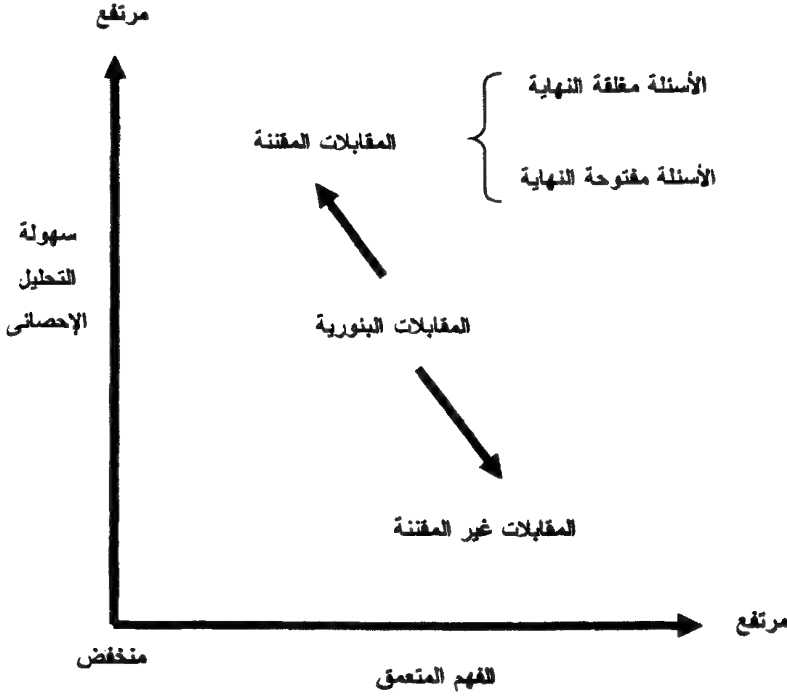 مرتفع
الأسئلة مغلقة النهاية
المقابلات المقننة
الأسئلة مفتوحة النهاية
سهولة
التحليل
الإحصائى
المقابلات البئورية
المقابلات غير المقننة
مرتفع
منخفض
الفهم المتعمق